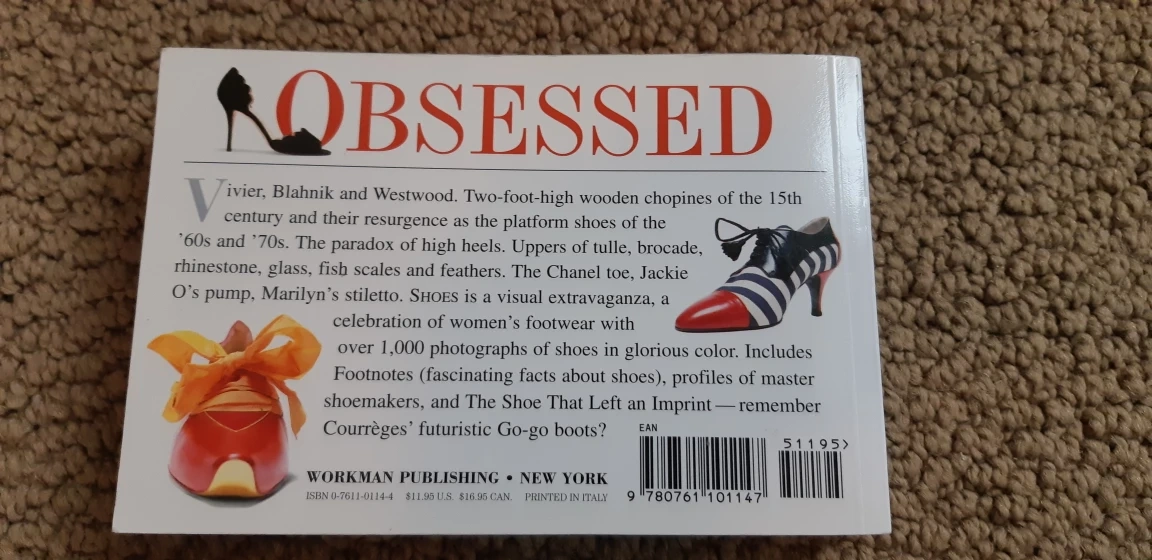 OBSESSED
Vivier, Blahnik and Westwood. Two-foot-high wooden chopines of the 15th
century and their resurgence as the platform shoes of the
’60s and ’70s. The paradox of high heels. Uppers of tulle, brocade,
rhinestone, glass, fish scales and feathers. The Chanel toe, Jackie
O’s pump, Marilyn’s stiletto. SHOES is a visual extravaganza, a
celebration of women’s footwear with
over 1,000 photographs of shoes in glorious color. Includes
Footnotes (fascinating facts about shoes), profiles of master
shoemakers, and The Shoe That Left an Imprint — remember
Courrèges’ futuristic Go-go boots?
EAN
51195>
WORKMAN PUBLISHING • NEW YORK
ISBN 0-7611-0114-4 $11.95 U.S. $16.95 CAN. PRINTED IN ITALY
9 780761 101147